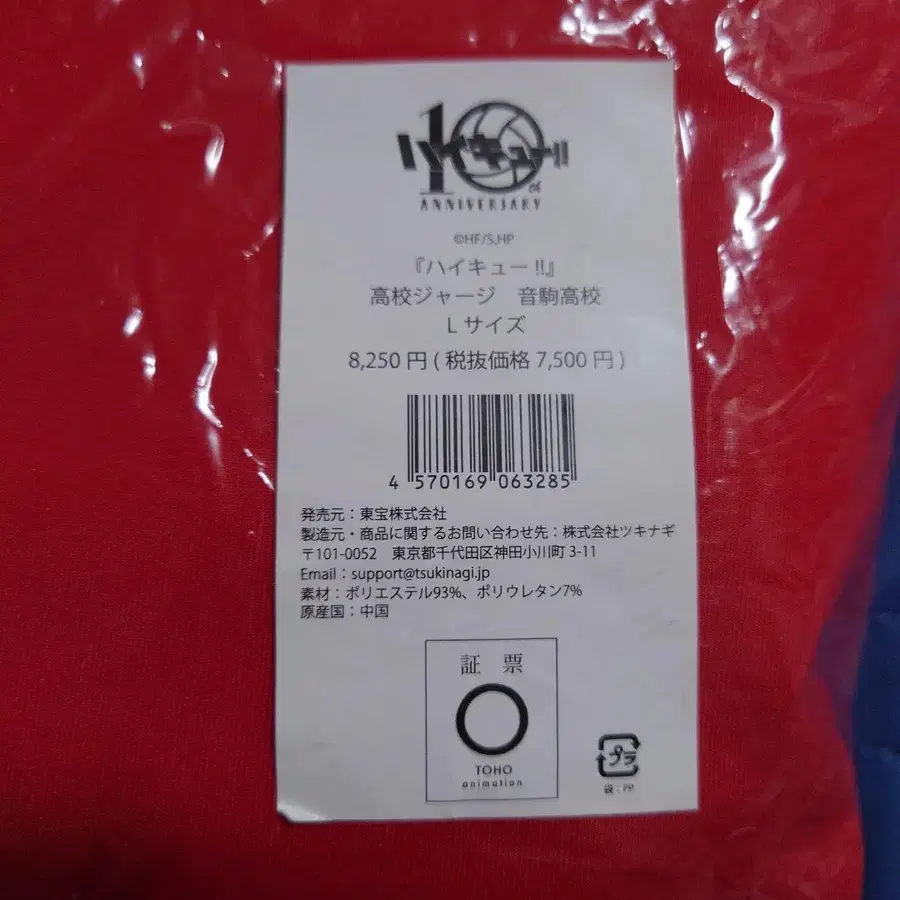 10th
ハイキュー!!
ANNIVERSARY
©HF/S,HP
『ハイキュー!!』
高校ジャージ 音駒高校
Lサイズ
8,250円(税抜価格7,500円)
4 570169 063285
発売元：東宝株式会社
製造元・商品に関するお問い合わせ先：株式会社ツキナギ
〒101-0052 東京都千代田区神田小川町3-11
Email：support@tsukinagi.jp
素材：ポリエステル93%、ポリウレタン7%
原産国：中国
証 票
TOHO
animation
プラ
袋：PP